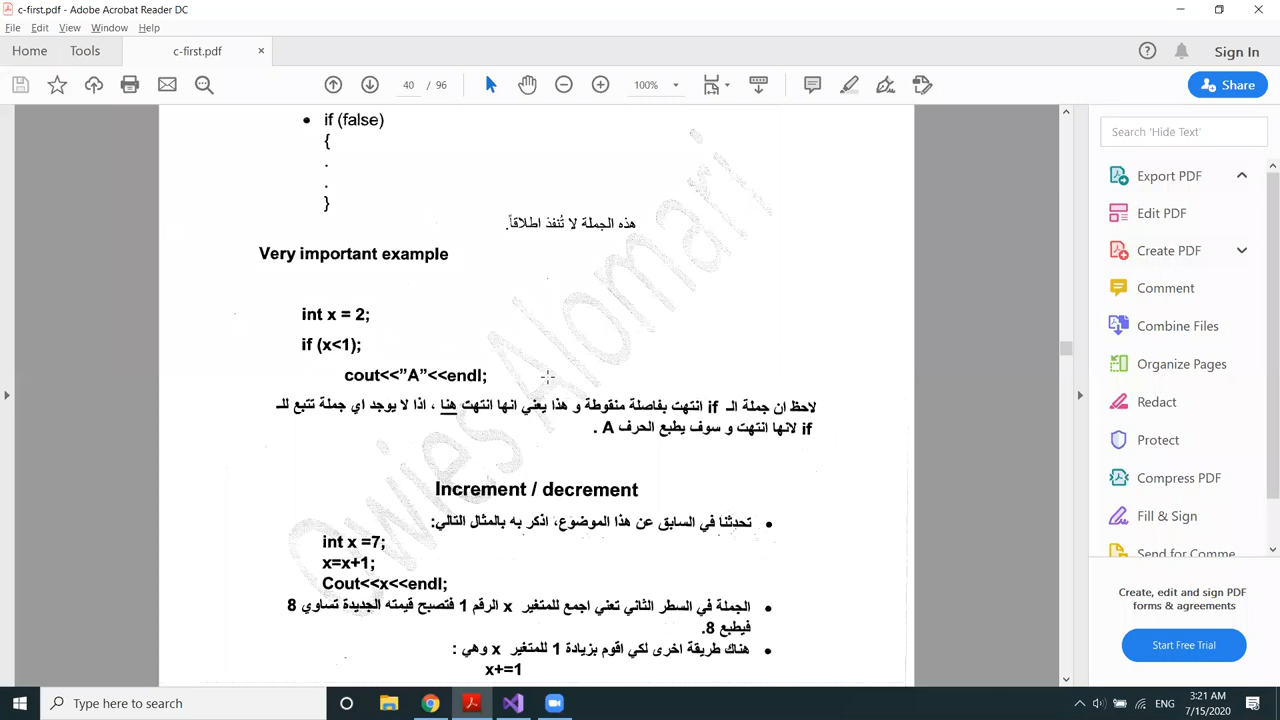 c-first.pdf - Adobe Acrobat Reader DC
File Edit View Window Help
Home Tools c-first.pdf × Sign In
40 / 96 100% Share
• if (false)
{
.
.
}
هذه الجملة لا تُنفذ اطلاقاً.
Very important example
int x = 2;
if (x<1);
cout<<”A”<<endl;
لاحظ ان جملة الـ if انتهت بفاصلة منقوطة و هذا يعني انها انتهت هنا ، اذا لا يوجد اي جملة تتبع للـ
if لانها انتهت و سوف يطبع الحرف A .
Increment / decrement
• تحدثنا في السابق عن هذا الموضوع، اذكر به بالمثال التالي:
int x =7;
x=x+1;
Cout<<x<<endl;
• الجملة في السطر الثاني تعني اجمع للمتغير x الرقم 1 فتصبح قيمته الجديدة تساوي 8
فيطبع 8.
• هناك طريقة اخرى لكي اقوم بزيادة 1 للمتغير x وهي :
x+=1
Qwies Alomari
Search 'Hide Text'
Export PDF
Edit PDF
Create PDF
Comment
Combine Files
Organize Pages
Redact
Protect
Compress PDF
Fill & Sign
Send for Comme
Create, edit and sign PDF
forms & agreements
Start Free Trial
Type here to search
ENG
3:21 AM
7/15/2020